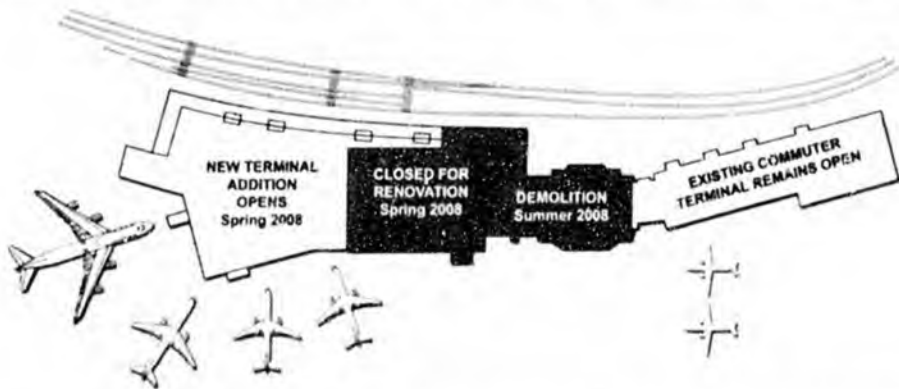 NEW TERMINAL
ADDITION
OPENS
Spring 2008
CLOSED FOR
RENOVATION
Spring 2008
DEMOLITION
Summer 2008
EXISTING COMMUTER
TERMINAL REMAINS OPEN